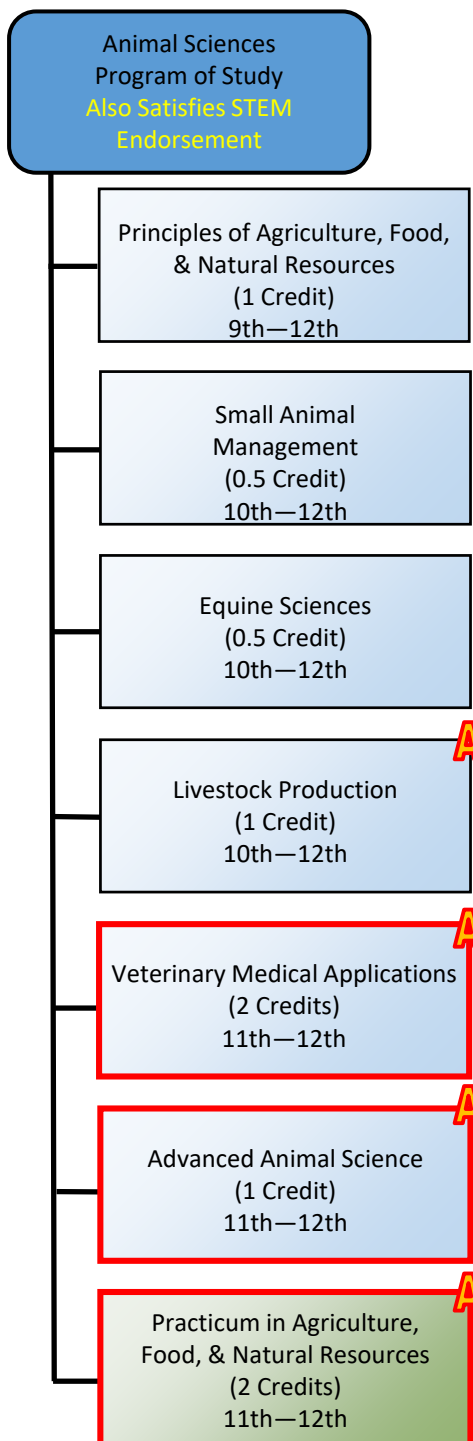 Animal Sciences
Program of Study
Also Satisfies STEM
Endorsement
Principles of Agriculture, Food,
& Natural Resources
(1 Credit)
9th—12th
Small Animal
Management
(0.5 Credit)
10th—12th
Equine Sciences
(0.5 Credit)
10th—12th
A
Livestock Production
(1 Credit)
10th—12th
A
Veterinary Medical Applications
(2 Credits)
11th—12th
A
Advanced Animal Science
(1 Credit)
11th—12th
A
Practicum in Agriculture,
Food, & Natural Resources
(2 Credits)
11th—12th